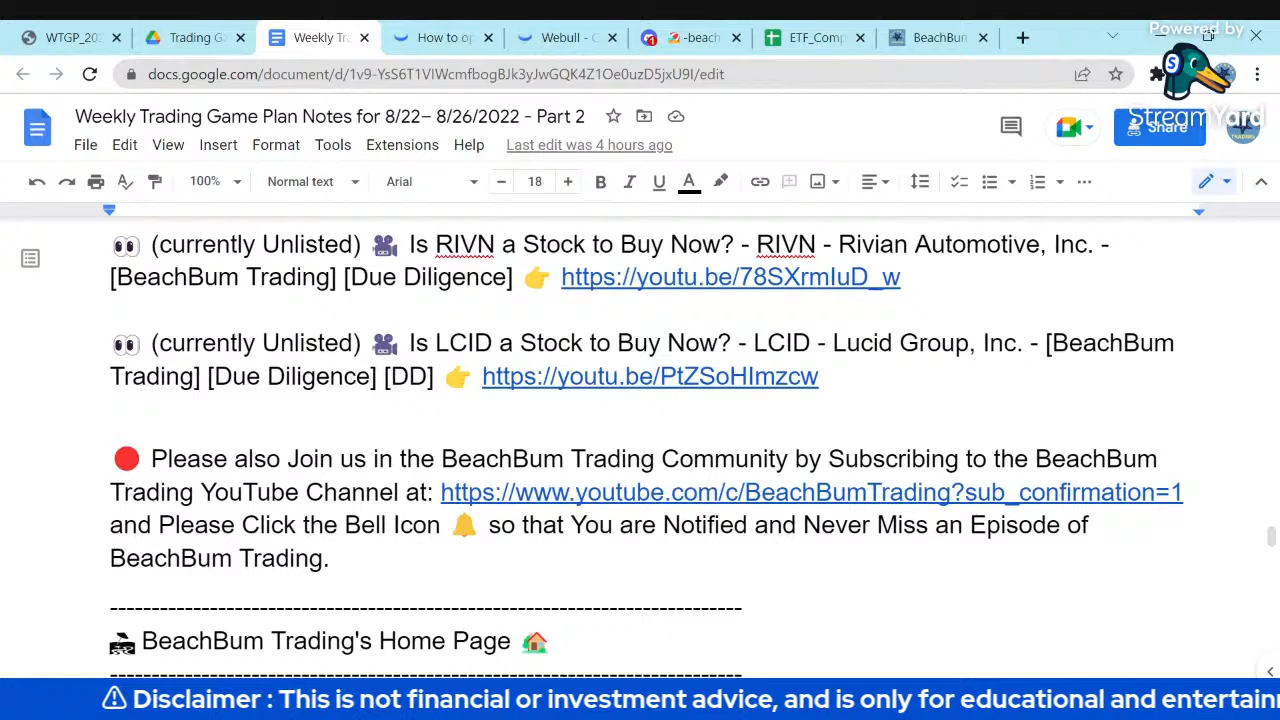 Powered by
WTGP_202
Trading Ga
Weekly Tra
How to op
Webull - C
-beach
ETF_Comp
BeachBun
docs.google.com/document/d/1v9-YsS6T1VIWcm
edit
StreamYard
Weekly Trading Game Plan Notes for 8/22– 8/26/2022 - Part 2
Share
File Edit View Insert Format Tools Extensions Help Last edit was 4 hours ago
100% Normal text Arial 18
(currently Unlisted) Is RIVN a Stock to Buy Now? - RIVN - Rivian Automotive, Inc. -
[BeachBum Trading] [Due Diligence] https://youtu.be/78SXrmIuD_w
(currently Unlisted) Is LCID a Stock to Buy Now? - LCID - Lucid Group, Inc. - [BeachBum
Trading] [Due Diligence] [DD] https://youtu.be/PtZSoHImzcw
Please also Join us in the BeachBum Trading Community by Subscribing to the BeachBum
Trading YouTube Channel at: https://www.youtube.com/c/BeachBumTrading?sub_confirmation=1
and Please Click the Bell Icon so that You are Notified and Never Miss an Episode of
BeachBum Trading.
---------------------------------------------------------------------------
BeachBum Trading's Home Page
---------------------------------------------------------------------------
Disclaimer : This is not financial or investment advice, and is only for educational and entertain